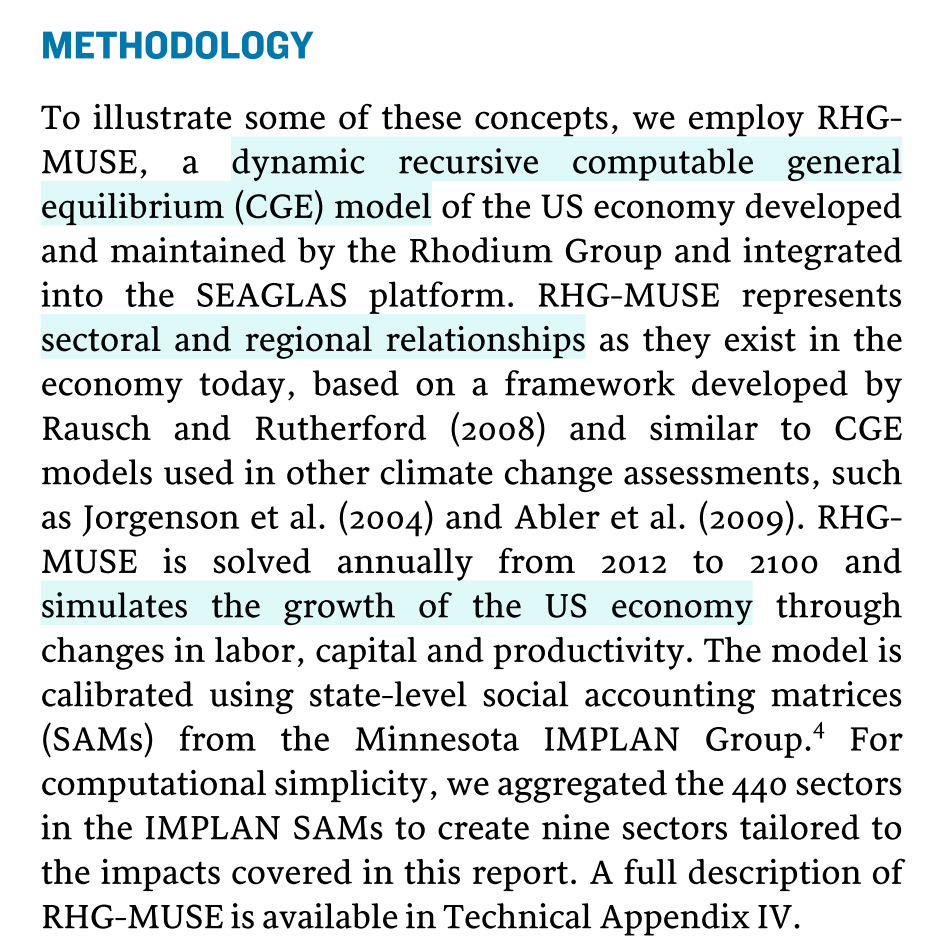 METHODOLOGY
To illustrate some of these concepts, we employ RHG-
MUSE, a dynamic recursive computable general
equilibrium (CGE) model of the US economy developed
and maintained by the Rhodium Group and integrated
into the SEAGLAS platform. RHG-MUSE represents
sectoral and regional relationships as they exist in the
economy today, based on a framework developed by
Rausch and Rutherford (2008) and similar to CGE
models used in other climate change assessments, such
as Jorgenson et al. (2004) and Abler et al. (2009). RHG-
MUSE is solved annually from 2012 to 2100 and
simulates the growth of the US economy through
changes in labor, capital and productivity. The model is
calibrated using state-level social accounting matrices
(SAMs) from the Minnesota IMPLAN Group.⁴ For
computational simplicity, we aggregated the 440 sectors
in the IMPLAN SAMs to create nine sectors tailored to
the impacts covered in this report. A full description of
RHG-MUSE is available in Technical Appendix IV.